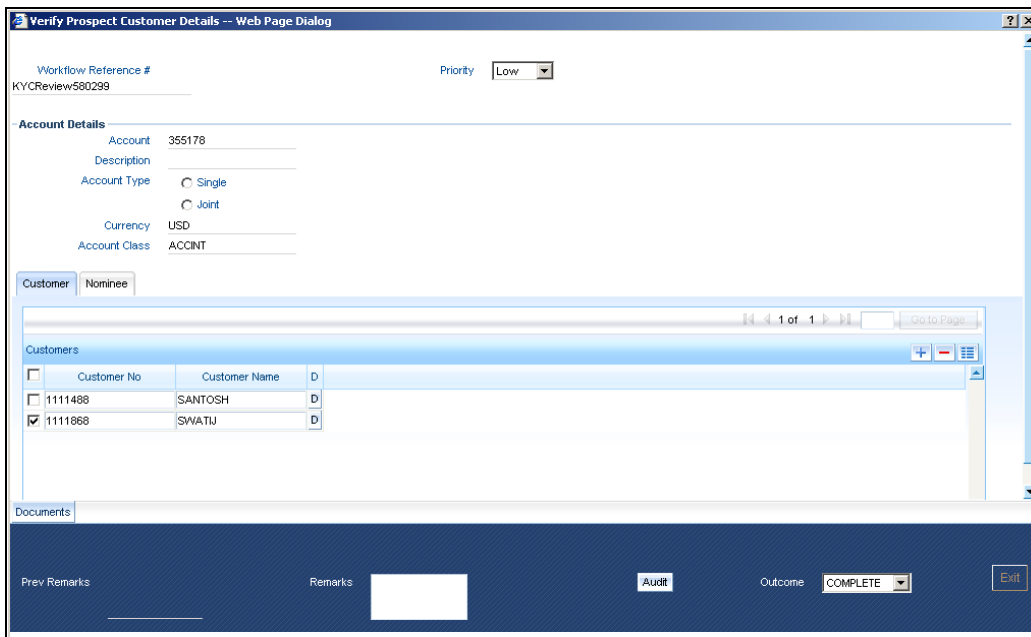 Verify Prospect Customer Details -- Web Page Dialog
Workflow Reference # Priority Low
KYCReview580299
Account Details
Account 355178
Description
Account Type Single
Joint
Currency USD
Account Class ACCINT
Customer Nominee
1 of 1 Go to Page
Customers
Customer No Customer Name D
1111488 SANTOSH D
1111868 SWATIJ D
Documents
Prev Remarks Remarks Audit Outcome COMPLETE Exit